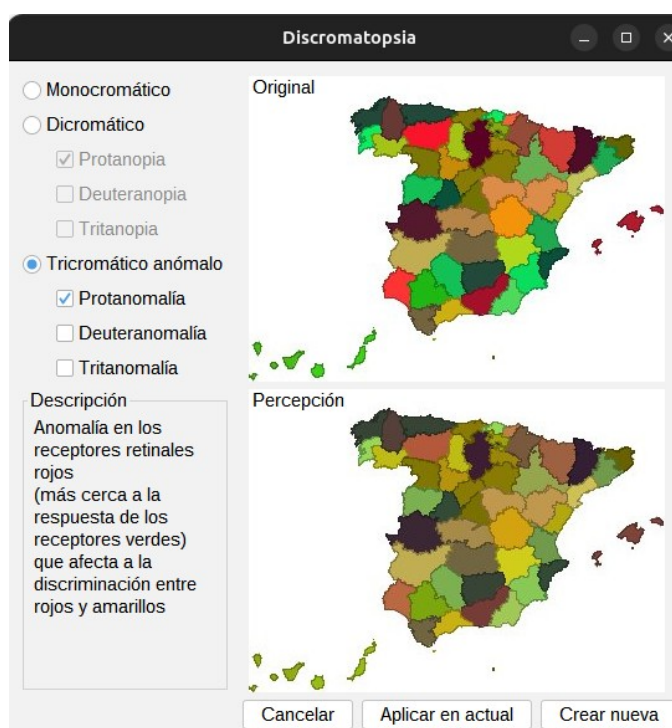 Discromatopsia
Monocromático
Dicromático
Protanopia
Deuteranopia
Tritanopia
Tricromático anómalo
Protanomalía
Deuteranomalía
Tritanomalía
Descripción
Anomalía en los
receptores retinales
rojos
(más cerca a la
respuesta de los
receptores verdes)
que afecta a la
discriminación entre
rojos y amarillos
Original
Percepción
Cancelar
Aplicar en actual
Crear nueva